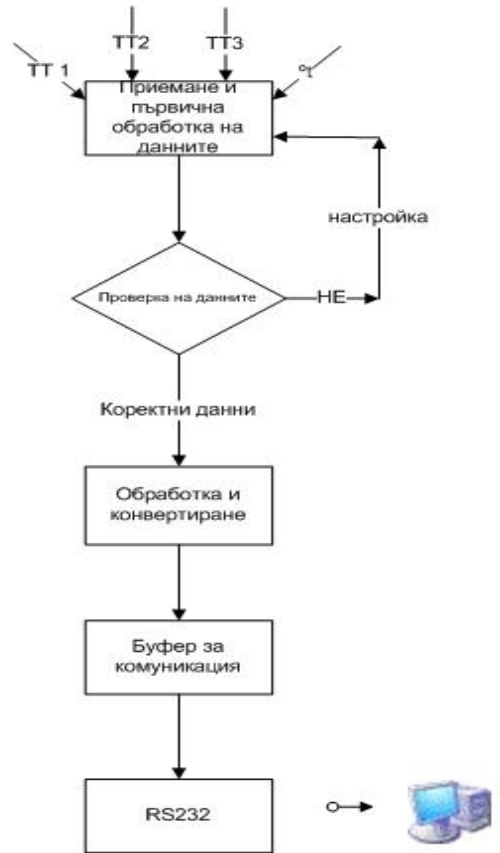 ТТ 1
ТТ2
ТТ3
°t
Приемане и
първична
обработка на
данните
настройка
Проверка на данните
НЕ
Коректни данни
Обработка и
конвертиране
Буфер за
комуникация
RS232